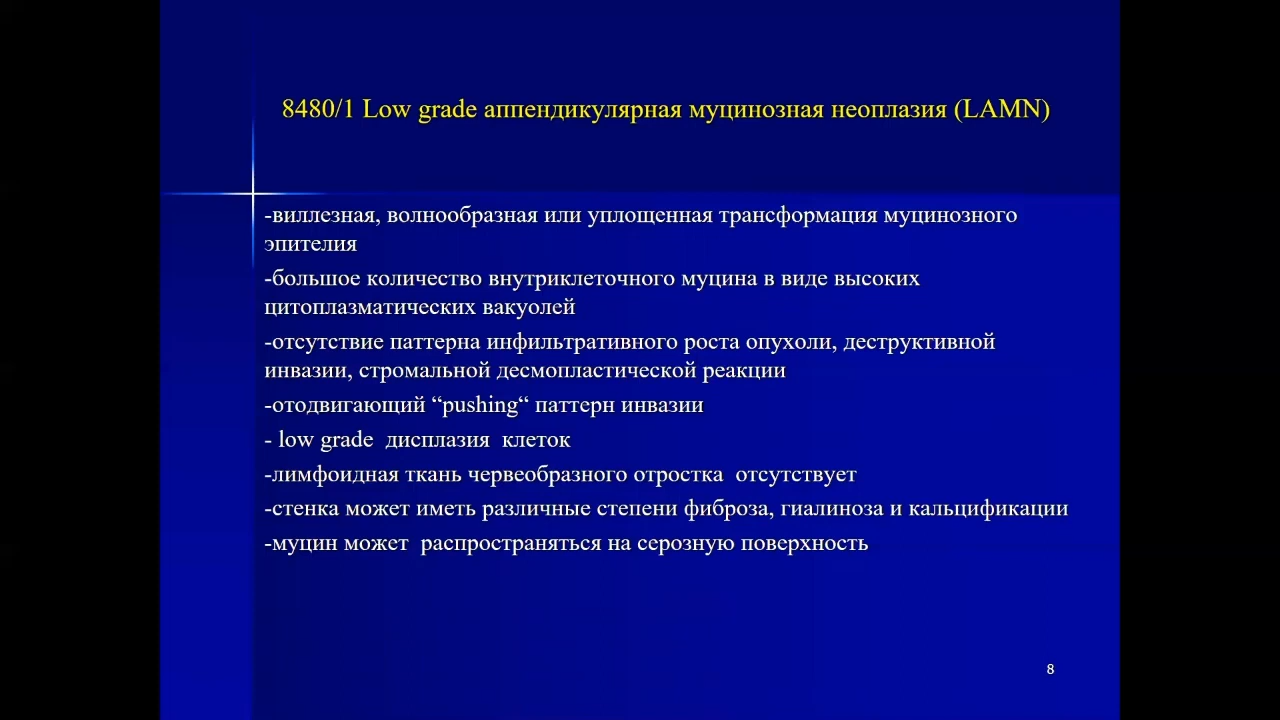 8480/1 Low grade аппендикулярная муцинозная неоплазия (LAMN)
-виллезная, волнообразная или уплощенная трансформация муцинозного
эпителия
-большое количество внутриклеточного муцина в виде высоких
цитоплазматических вакуолей
-отсутствие паттерна инфильтративного роста опухоли, деструктивной
инвазии, стромальной десмопластической реакции
-отодвигающий “pushing“ паттерн инвазии
- low grade  дисплазия  клеток
-лимфоидная ткань червеобразного отростка  отсутствует
-стенка может иметь различные степени фиброза, гиалиноза и кальцификации
-муцин может  распространяться на серозную поверхность
8